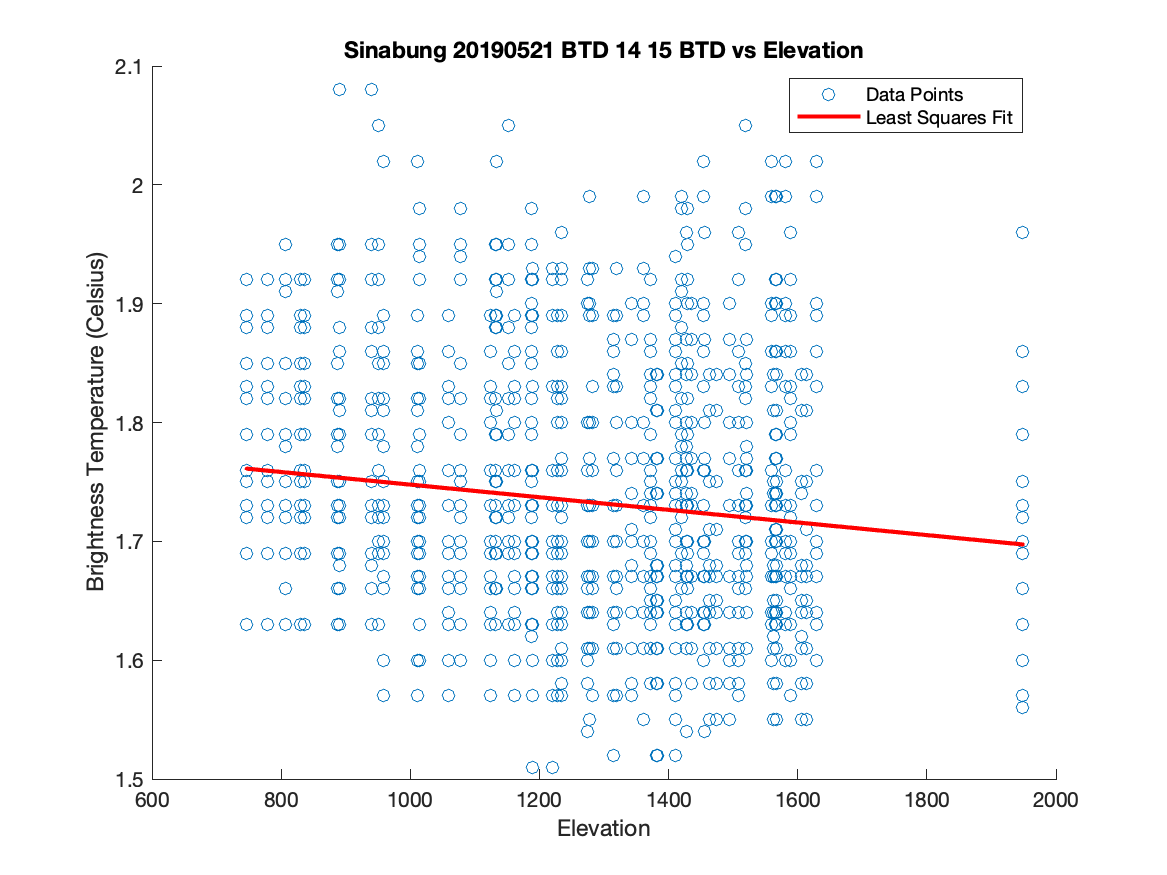 Sinabung 20190521 BTD 14 15 BTD vs Elevation
Data Points
Least Squares Fit
Brightness Temperature (Celsius)
2.1
2
1.9
1.8
1.7
1.6
1.5
600 800 1000 1200 1400 1600 1800 2000
Elevation